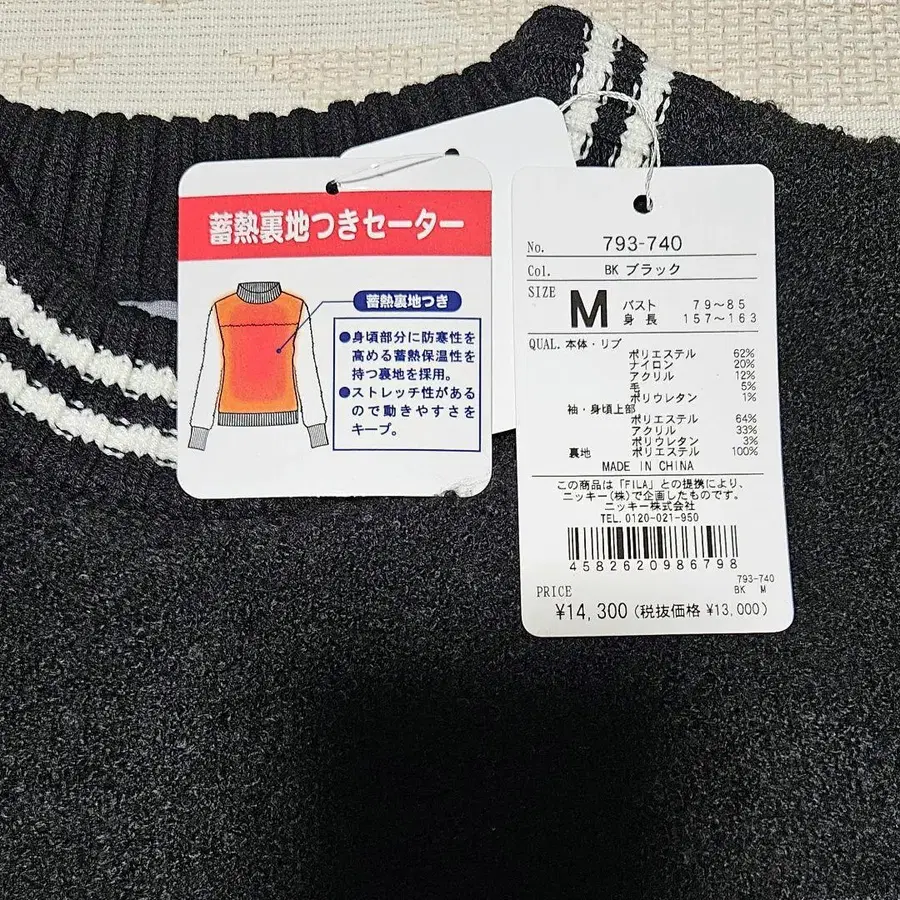 蓄熱裏地つきセーター
蓄熱裏地つき
●身頃部分に防寒性を
高める蓄熱保温性を
持つ裏地を採用。
●ストレッチ性がある
ので動きやすさを
キープ。
No. 793-740
Col. BK ブラック
SIZE M バスト 79〜85
身長 157〜163
QUAL. 本体・リブ
ポリエステル 62%
ナイロン 20%
アクリル 12%
毛 5%
ポリウレタン 1%
袖・身頃上部
ポリエステル 64%
アクリル 33%
ポリウレタン 3%
裏地 ポリエステル 100%
MADE IN CHINA
この商品は「FILA」との提携により、
ニッキー(株)で企画したものです。
ニッキー株式会社
TEL.0120-021-950
4582620986798
793-740
BK M
PRICE
¥14,300(税抜価格 ¥13,000)